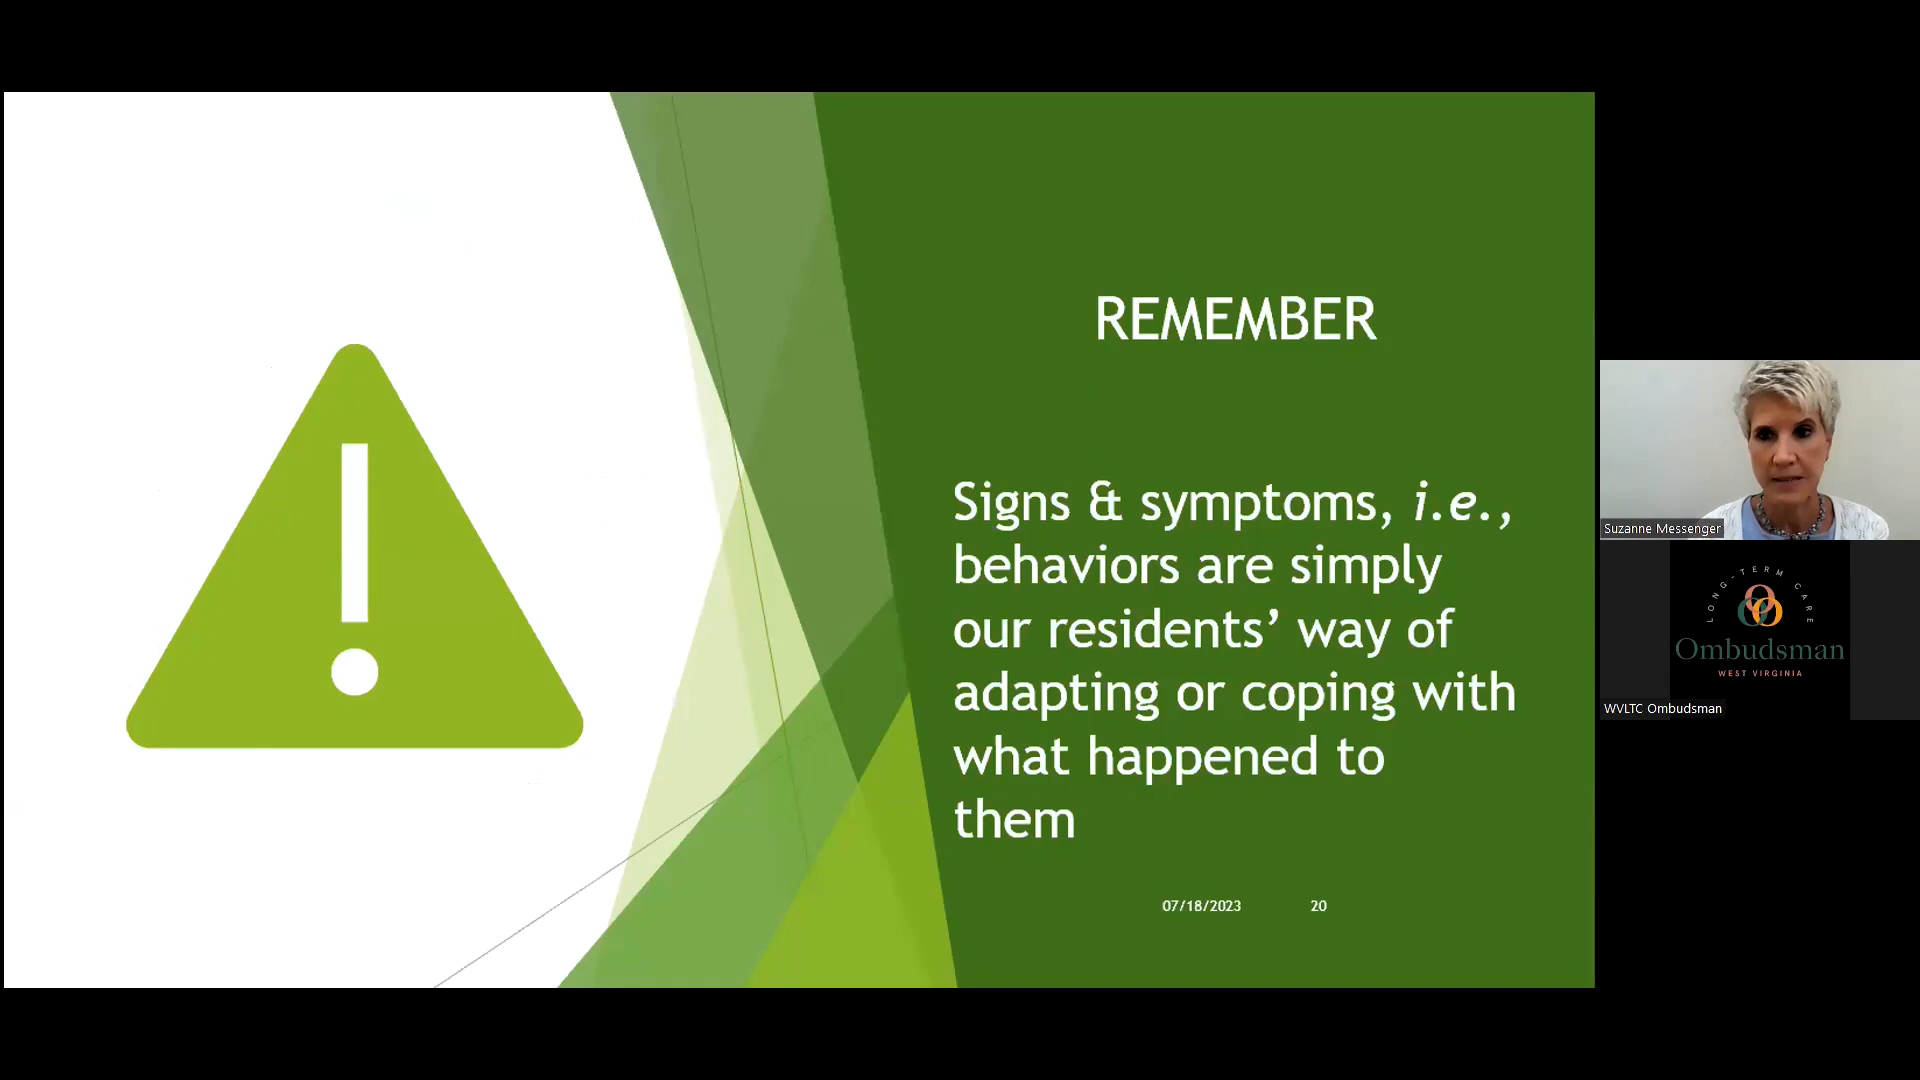 REMEMBER
Signs & symptoms, i.e.,
behaviors are simply
our residents’ way of
adapting or coping with
what happened to
them
07/18/2023 20
Suzanne Messenger
LONG-TERM CARE
Ombudsman
WEST VIRGINIA
WVLTC Ombudsman